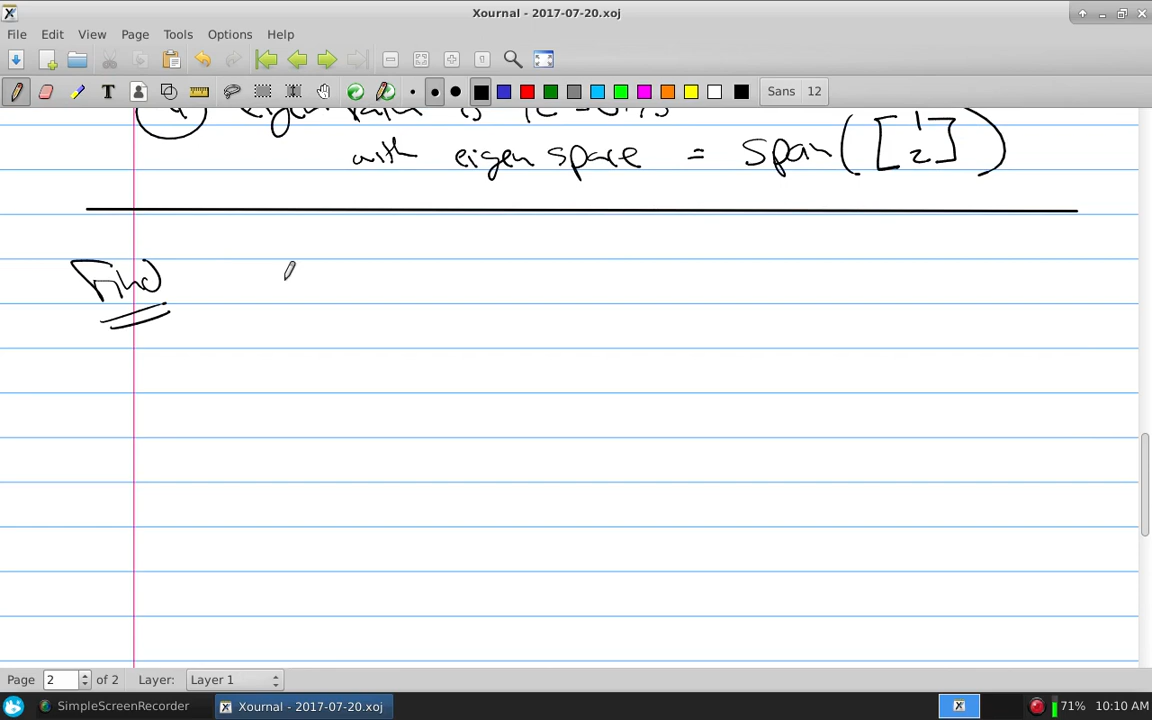 Xournal - 2017-07-20.xoj
File Edit View Page Tools Options Help
Sans 12
eigen is
with eigen space = span([1 2])
Find
Page 2 of 2 Layer: Layer 1
SimpleScreenRecorder Xournal - 2017-07-20.xoj 71% 10:10 AM